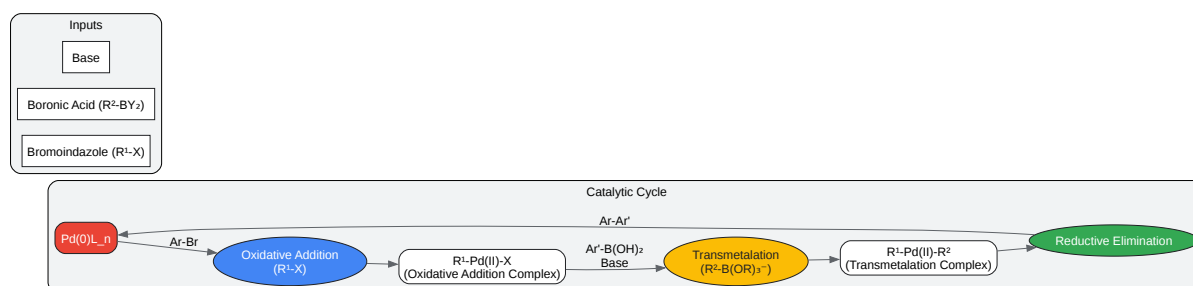 Inputs
Base
Boronic Acid (R²-BY₂)
Bromoindazole (R¹-X)
Catalytic Cycle
Pd(0)L_n
Ar-Br
Oxidative Addition
(R¹-X)
R¹-Pd(II)-X
(Oxidative Addition Complex)
Ar'-B(OH)₂
Base
Transmetalation
(R²-B(OR)₃⁻)
R¹-Pd(II)-R²
(Transmetalation Complex)
Reductive Elimination
Ar-Ar'